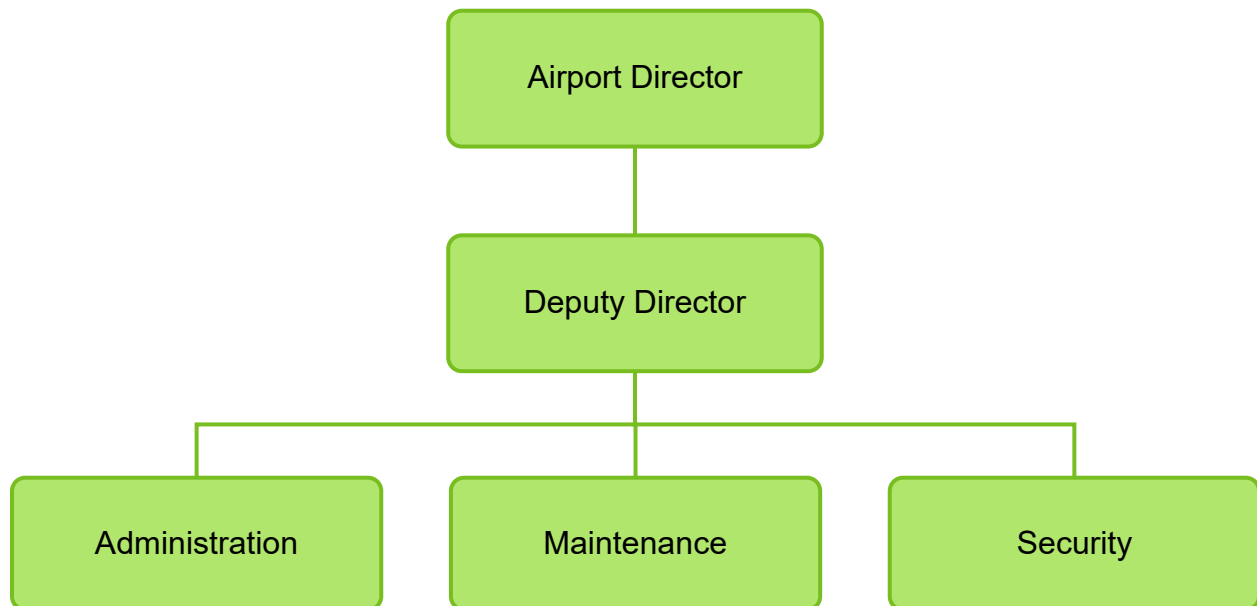 Airport Director
Deputy Director
Administration
Maintenance
Security